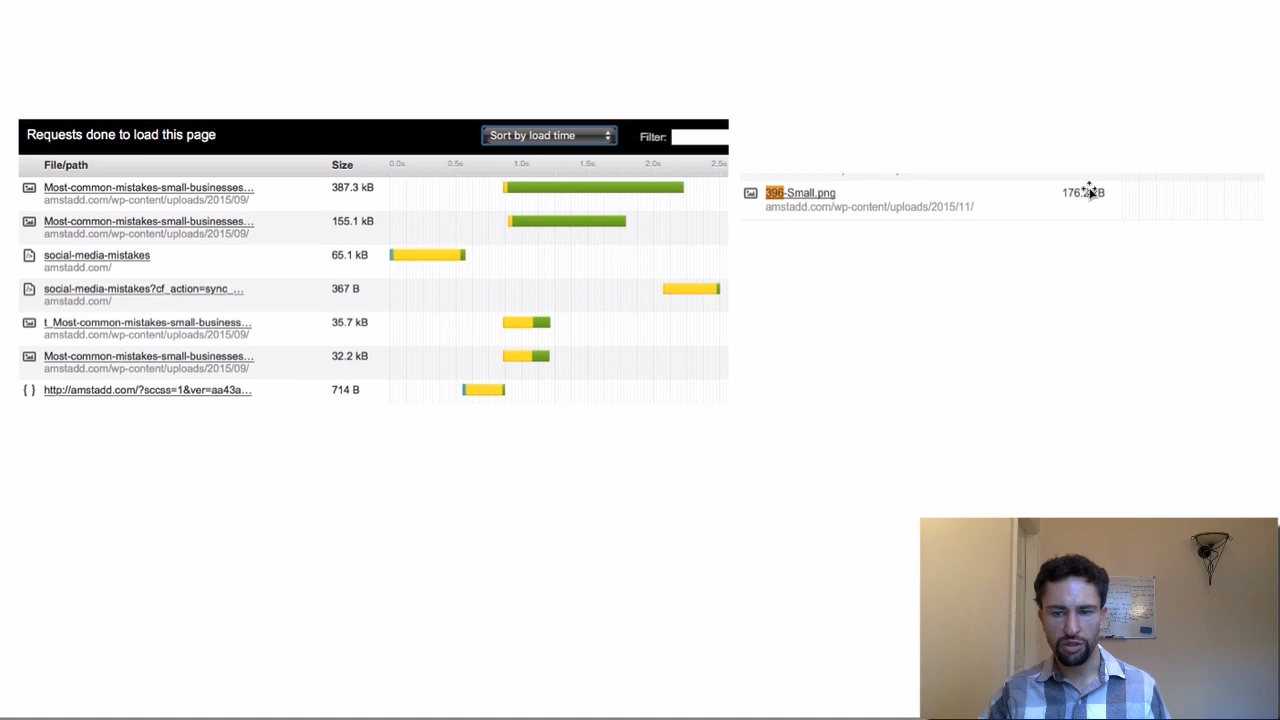 Requests done to load this page
Sort by load time
Filter:
File/path Size 0.0s 0.5s 1.0s 1.5s 2.0s 2.5s
Most-common-mistakes-small-businesses... 387.3 kB
amstadd.com/wp-content/uploads/2015/09/
Most-common-mistakes-small-businesses... 155.1 kB
amstadd.com/wp-content/uploads/2015/09/
social-media-mistakes 65.1 kB
amstadd.com/
social-media-mistakes?cf_action=sync_... 367 B
amstadd.com/
t_Most-common-mistakes-small-business... 35.7 kB
amstadd.com/wp-content/uploads/2015/09/
Most-common-mistakes-small-businesses... 32.2 kB
amstadd.com/wp-content/uploads/2015/09/
{ } http://amstadd.com/?sccss=1&ver=aa43a... 714 B
396-Small.png
amstadd.com/wp-content/uploads/2015/11/